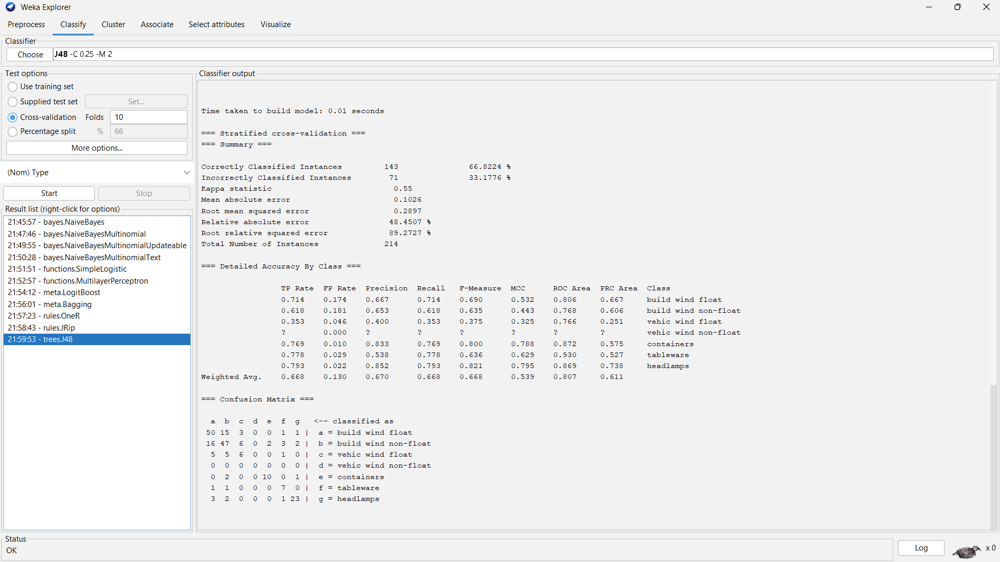 Weka Explorer
Preprocess Classify Cluster Associate Select attributes Visualize
Classifier
Choose J48 -C 0.25 -M 2
Test options
Use training set
Supplied test set Set...
Cross-validation Folds 10
Percentage split % 66
More options...
(Nom) Type
Start Stop
Result list (right-click for options)
21:45:57 - bayes.NaiveBayes
21:47:46 - bayes.NaiveBayesMultinomial
21:49:55 - bayes.NaiveBayesMultinomialUpdateable
21:50:28 - bayes.NaiveBayesMultinomialText
21:51:51 - functions.SimpleLogistic
21:52:57 - functions.MultilayerPerceptron
21:54:12 - meta.LogitBoost
21:56:01 - meta.Bagging
21:57:23 - rules.OneR
21:58:43 - rules.JRip
21:59:53 - trees.J48
Classifier output
Time taken to build model: 0.01 seconds
=== Stratified cross-validation ===
=== Summary ===
Correctly Classified Instances 143 66.8224 %
Incorrectly Classified Instances 71 33.1776 %
Kappa statistic 0.55
Mean absolute error 0.1026
Root mean squared error 0.2897
Relative absolute error 48.4507 %
Root relative squared error 89.2727 %
Total Number of Instances 214
=== Detailed Accuracy By Class ===
TP Rate FP Rate Precision Recall F-Measure MCC ROC Area PRC Area Class
0.714 0.174 0.667 0.714 0.690 0.532 0.806 0.667 build wind float
0.618 0.181 0.653 0.618 0.635 0.443 0.768 0.606 build wind non-float
0.353 0.046 0.400 0.353 0.375 0.325 0.766 0.251 vehic wind float
? 0.000 ? ? ? ? ? ? vehic wind non-float
0.769 0.010 0.833 0.769 0.800 0.788 0.872 0.575 containers
0.778 0.029 0.538 0.778 0.636 0.629 0.930 0.527 tableware
0.793 0.022 0.852 0.793 0.821 0.795 0.869 0.738 headlamps
Weighted Avg. 0.668 0.130 0.670 0.668 0.668 0.539 0.807 0.611
=== Confusion Matrix ===
a b c d e f g <-- classified as
50 15 3 0 0 1 1 | a = build wind float
16 47 6 0 2 3 2 | b = build wind non-float
5 5 6 0 0 1 0 | c = vehic wind float
0 0 0 0 0 0 0 | d = vehic wind non-float
0 2 0 0 10 0 1 | e = containers
1 1 0 0 0 7 0 | f = tableware
3 2 0 0 0 1 23 | g = headlamps
Status
OK
Log x 0